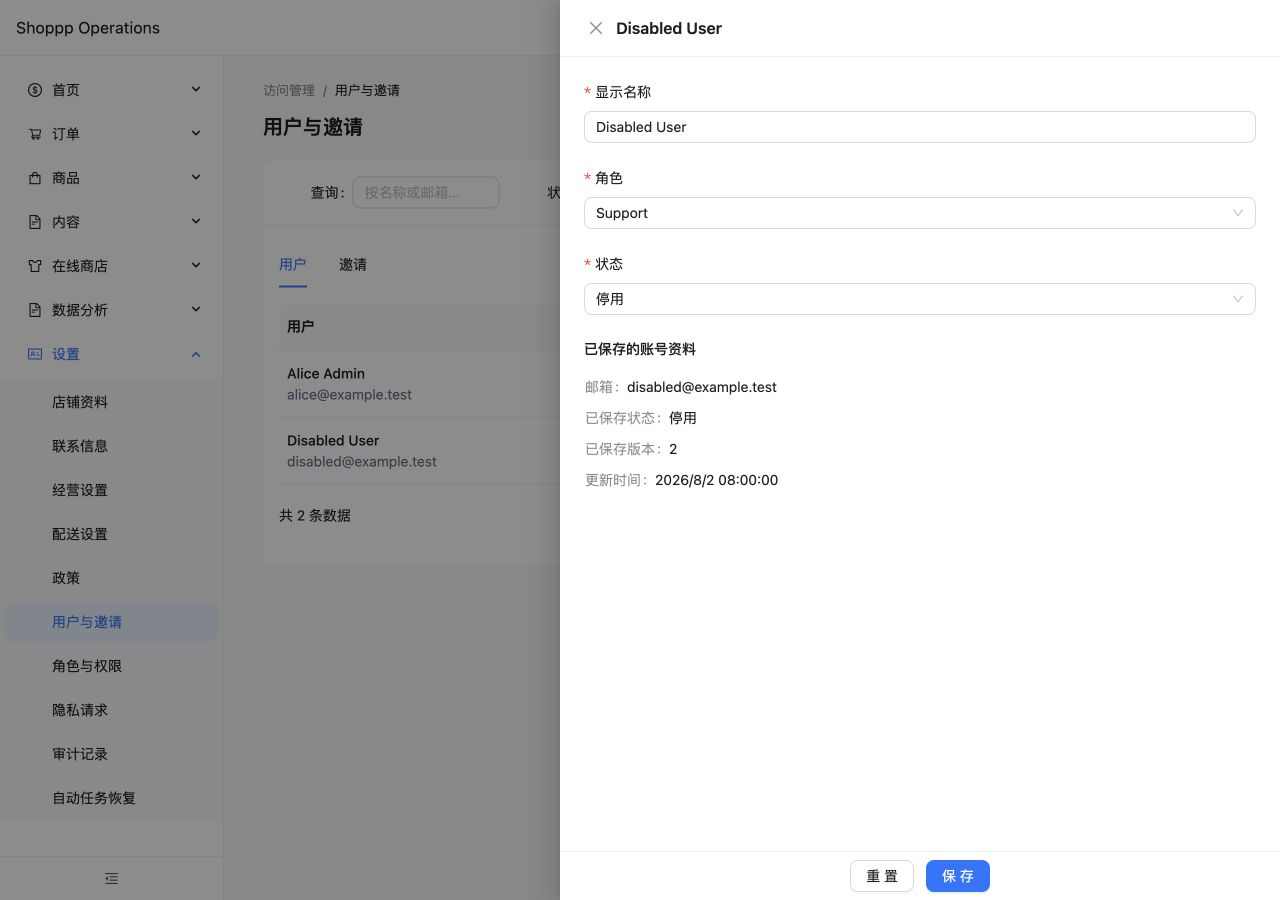 Shoppp Operations
首页
订单
商品
内容
在线商店
数据分析
设置
店铺资料
联系信息
经营设置
配送设置
政策
用户与邀请
角色与权限
隐私请求
审计记录
自动任务恢复
访问管理 / 用户与邀请
用户与邀请
查询: 按名称或邮箱... 状
用户 邀请
用户
Alice Admin
alice@example.test
Disabled User
disabled@example.test
共 2 条数据
Disabled User
* 显示名称
Disabled User
* 角色
Support
* 状态
停用
已保存的账号资料
邮箱: disabled@example.test
已保存状态: 停用
已保存版本: 2
更新时间: 2026/8/2 08:00:00
重 置 保 存